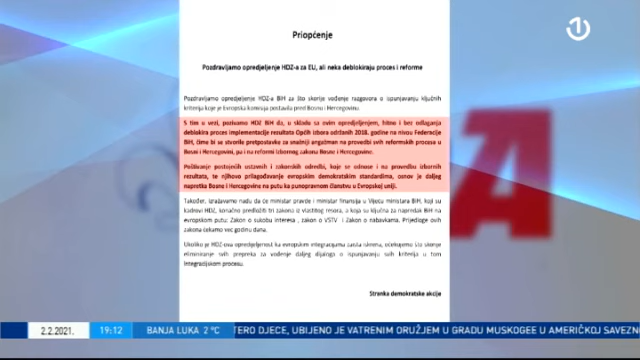 Priopćenje
Pozdravljamo opredjeljenje HDZ-a za EU, ali neka deblokiraju proces i reforme
Pozdravljamo opredjeljenje HDZ-a BiH za što skorije vođenje razgovora o ispunjavanju ključnih
kriterija koje je Evropska komisija postavila pred Bosnu i Hercegovinu.
S tim u vezi, pozivamo HDZ BiH da, u skladu sa ovim opredjeljenjem, hitno i bez odlaganja
deblokira proces implementacije rezultata Općih izbora održanih 2018. godine na nivou Federacije
BiH, čime bi se stvorile pretpostavke za snažniji angažman na provedbi svih reformskih procesa u
Bosni i Hercegovini, pa i na reformi Izbornog zakona Bosne i Hercegovine.
Poštivanje postojećih ustavnih i zakonskih odredbi, koje se odnose i na provedbu izbornih
rezultata, te njihovo prilagođavanje evropskim demokratskim standardima, osnov je daljeg
napretka Bosne i Hercegovine na putu ka punopravnom članstvu u Evropskoj uniji.
Također, izražavamo nadu da će ministar pravde i ministar finansija u Vijeću ministara BiH, koji su
kadrovi HDZ, konačno predložiti tri zakona iz vlastitog resora, a koja su ključna za napredak BiH na
evropskom putu: Zakon o sukobu interesa , zakon o VSTV i Zakon o nabavkama. Prijedloge ovih
zakona čekamo već godinu dana.
Ukoliko je HDZ-ova opredijeljenost ka evropskim integracijama zaista iskrena, očekujemo što skorije
eliminiranje svih prepreka za vođenje daljeg dijaloga o ispunjavanju svih kriterija u tom
integracijskom procesu.
Stranka demokratske akcije
A
1
2.2.2021. 19:12 BANJA LUKA 2 °C TERO DJECE, UBIJENO JE VATRENIM ORUŽJEM U GRADU MUSKOGEE U AMERIČKOJ SAVEZNO